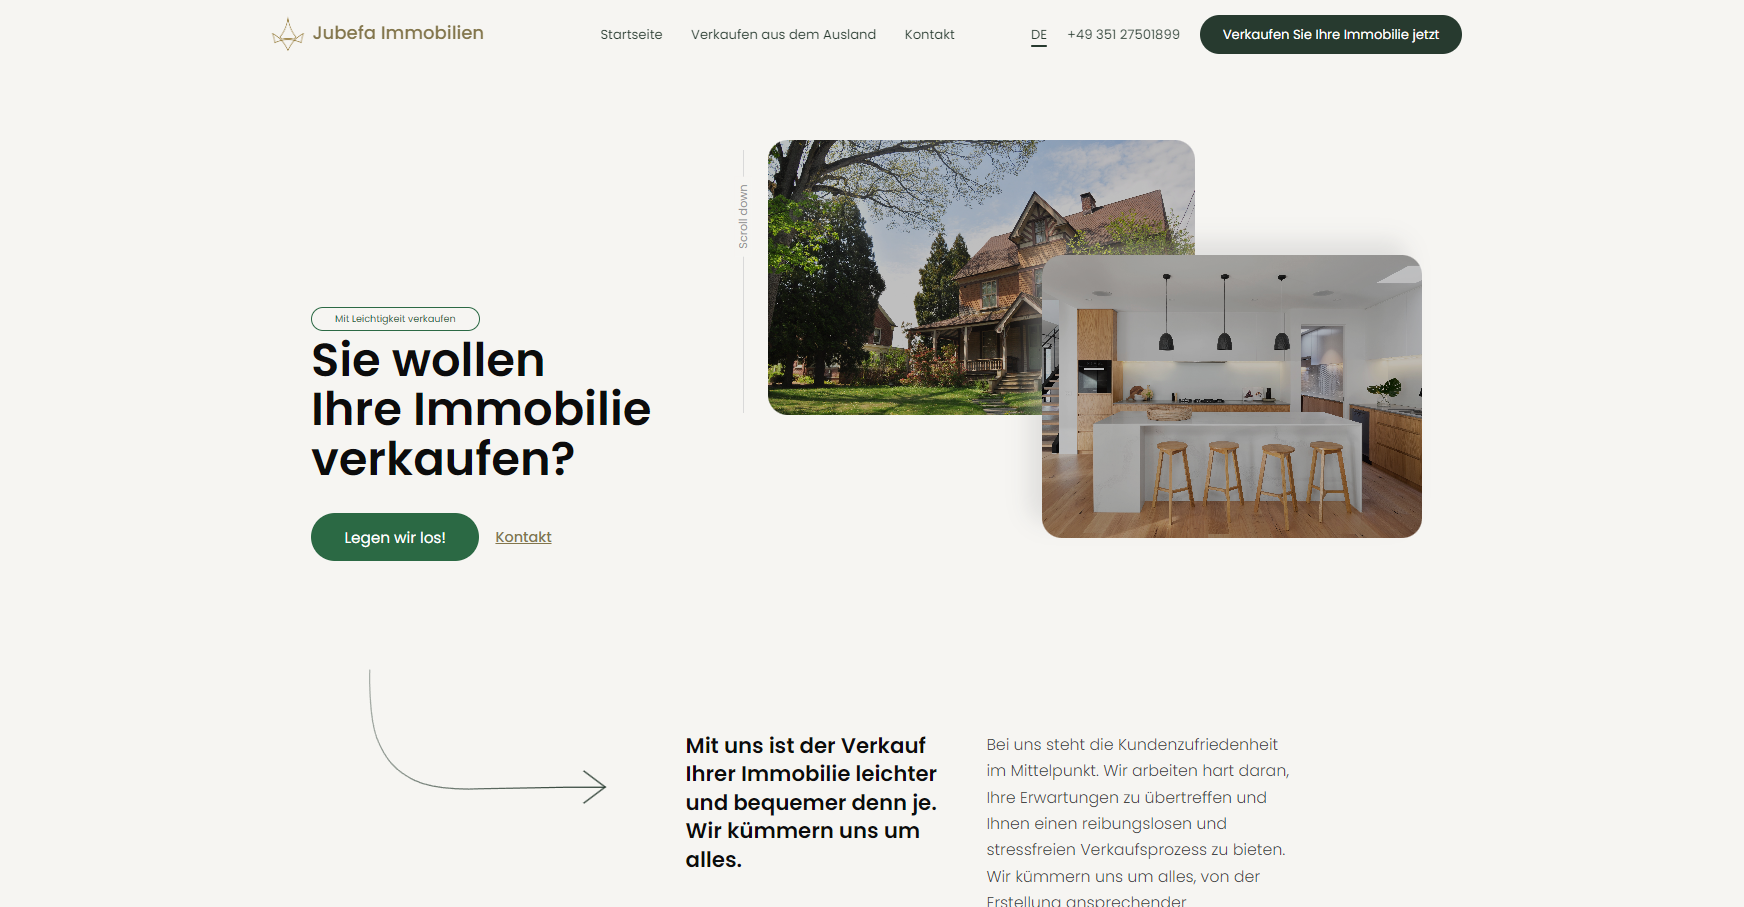 Jubefa Immobilien
Startseite
Verkaufen aus dem Ausland
Kontakt
DE
+49 351 27501899
Verkaufen Sie Ihre Immobilie jetzt
Scroll down
Mit Leichtigkeit verkaufen
Sie wollen
Ihre Immobilie
verkaufen?
Legen wir los!
Kontakt
Mit uns ist der Verkauf
Ihrer Immobilie leichter
und bequemer denn je.
Wir kümmern uns um
alles.
Bei uns steht die Kundenzufriedenheit
im Mittelpunkt. Wir arbeiten hart daran,
Ihre Erwartungen zu übertreffen und
Ihnen einen reibungslosen und
stressfreien Verkaufsprozess zu bieten.
Wir kümmern uns um alles, von der
Erstellung ansprechender